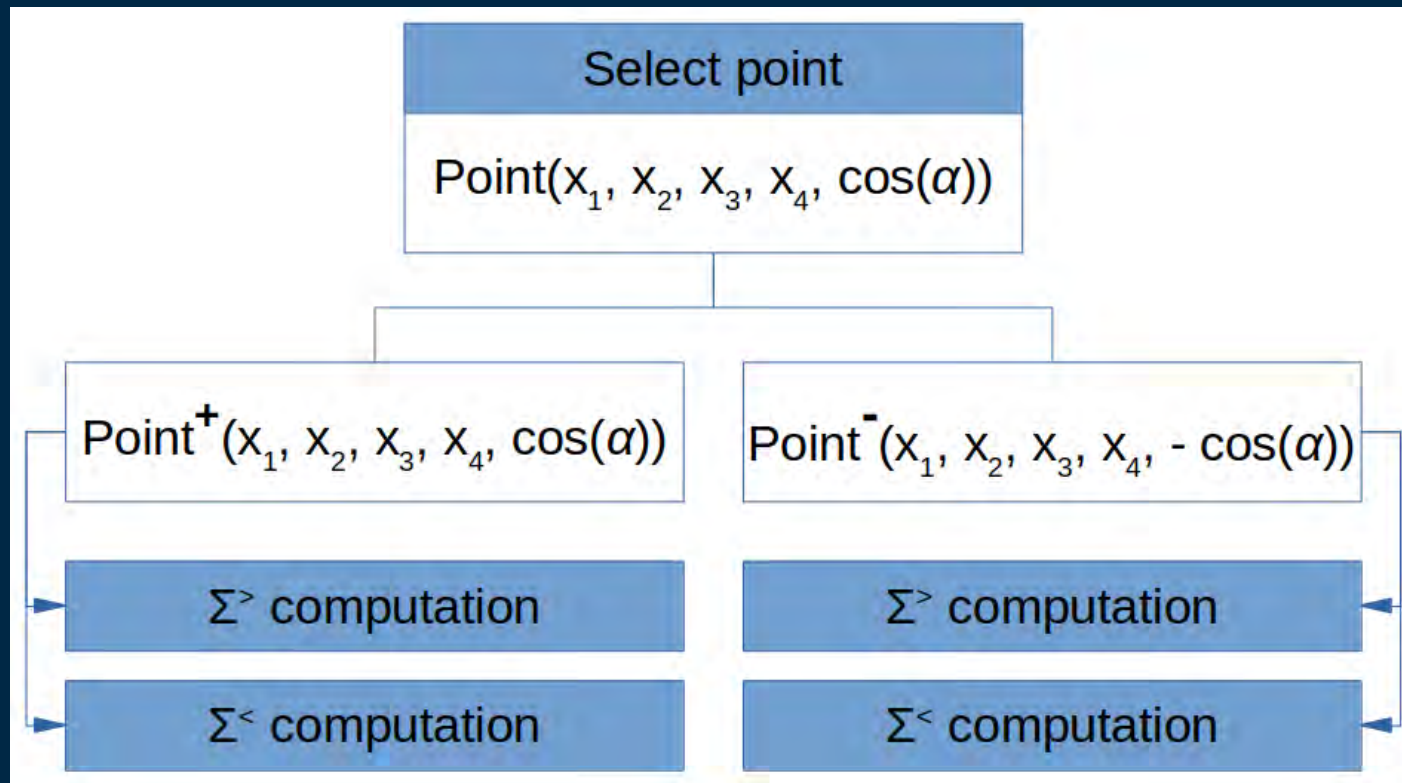 Select point
Point(x₁, x₂, x₃, x₄, cos(α))
Point⁺(x₁, x₂, x₃, x₄, cos(α))
Point⁻(x₁, x₂, x₃, x₄, - cos(α))
Σ^> computation
Σ^> computation
Σ^< computation
Σ^< computation